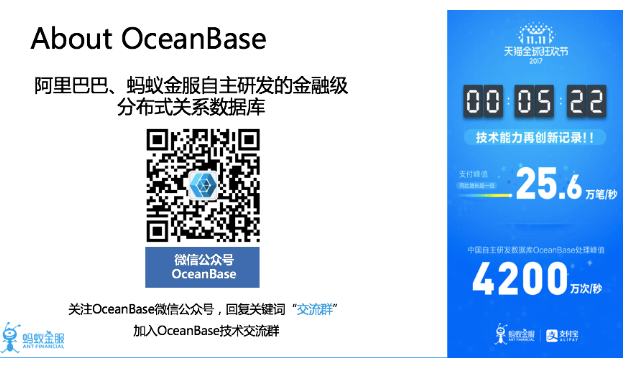 About OceanBase
阿里巴巴、蚂蚁金服自主研发的金融级
分布式关系数据库
微信公众号
OceanBase
关注OceanBase微信公众号，回复关键词“交流群”
加入OceanBase技术交流群
蚂蚁金服
ANT FINANCIAL
11.11
天猫全球狂欢节
2017
00:05:22
技术能力再创新记录!!
支付峰值
25.6万笔/秒
中国自主研发数据库OceanBase处理峰值
4200万次/秒
蚂蚁金服
ANT FINANCIAL
支付宝
ALIPAY